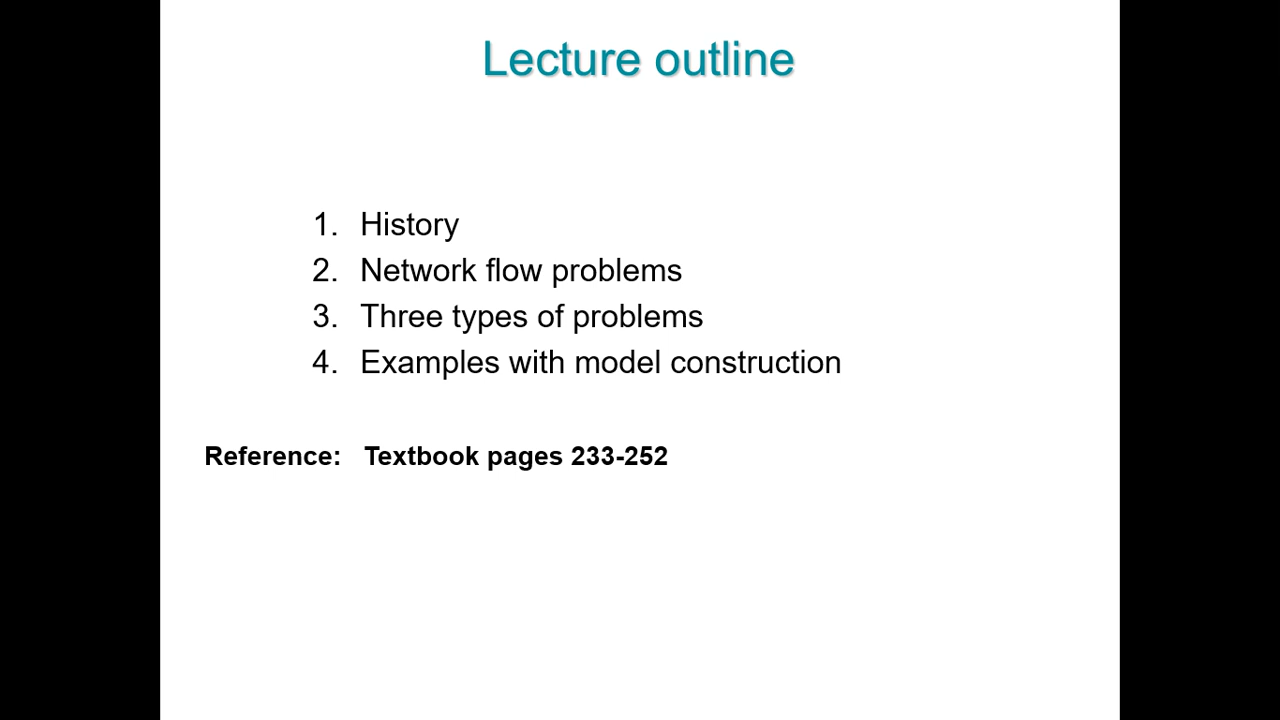 Lecture outline
1. History
2. Network flow problems
3. Three types of problems
4. Examples with model construction
Reference: Textbook pages 233-252